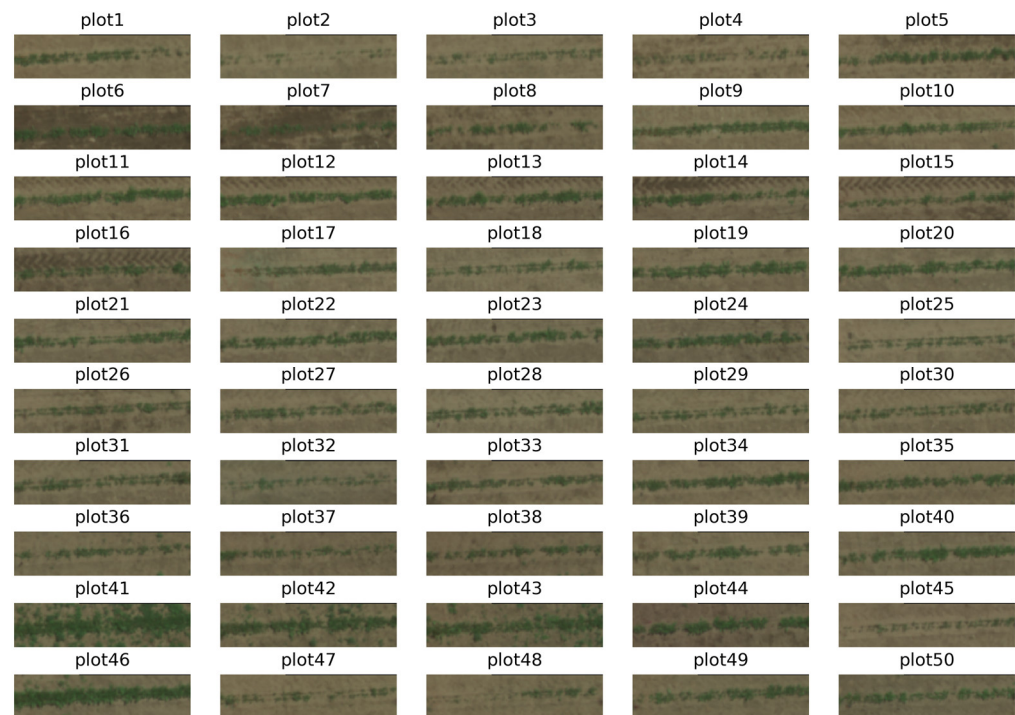 plot1 plot2 plot3 plot4 plot5
plot6 plot7 plot8 plot9 plot10
plot11 plot12 plot13 plot14 plot15
plot16 plot17 plot18 plot19 plot20
plot21 plot22 plot23 plot24 plot25
plot26 plot27 plot28 plot29 plot30
plot31 plot32 plot33 plot34 plot35
plot36 plot37 plot38 plot39 plot40
plot41 plot42 plot43 plot44 plot45
plot46 plot47 plot48 plot49 plot50